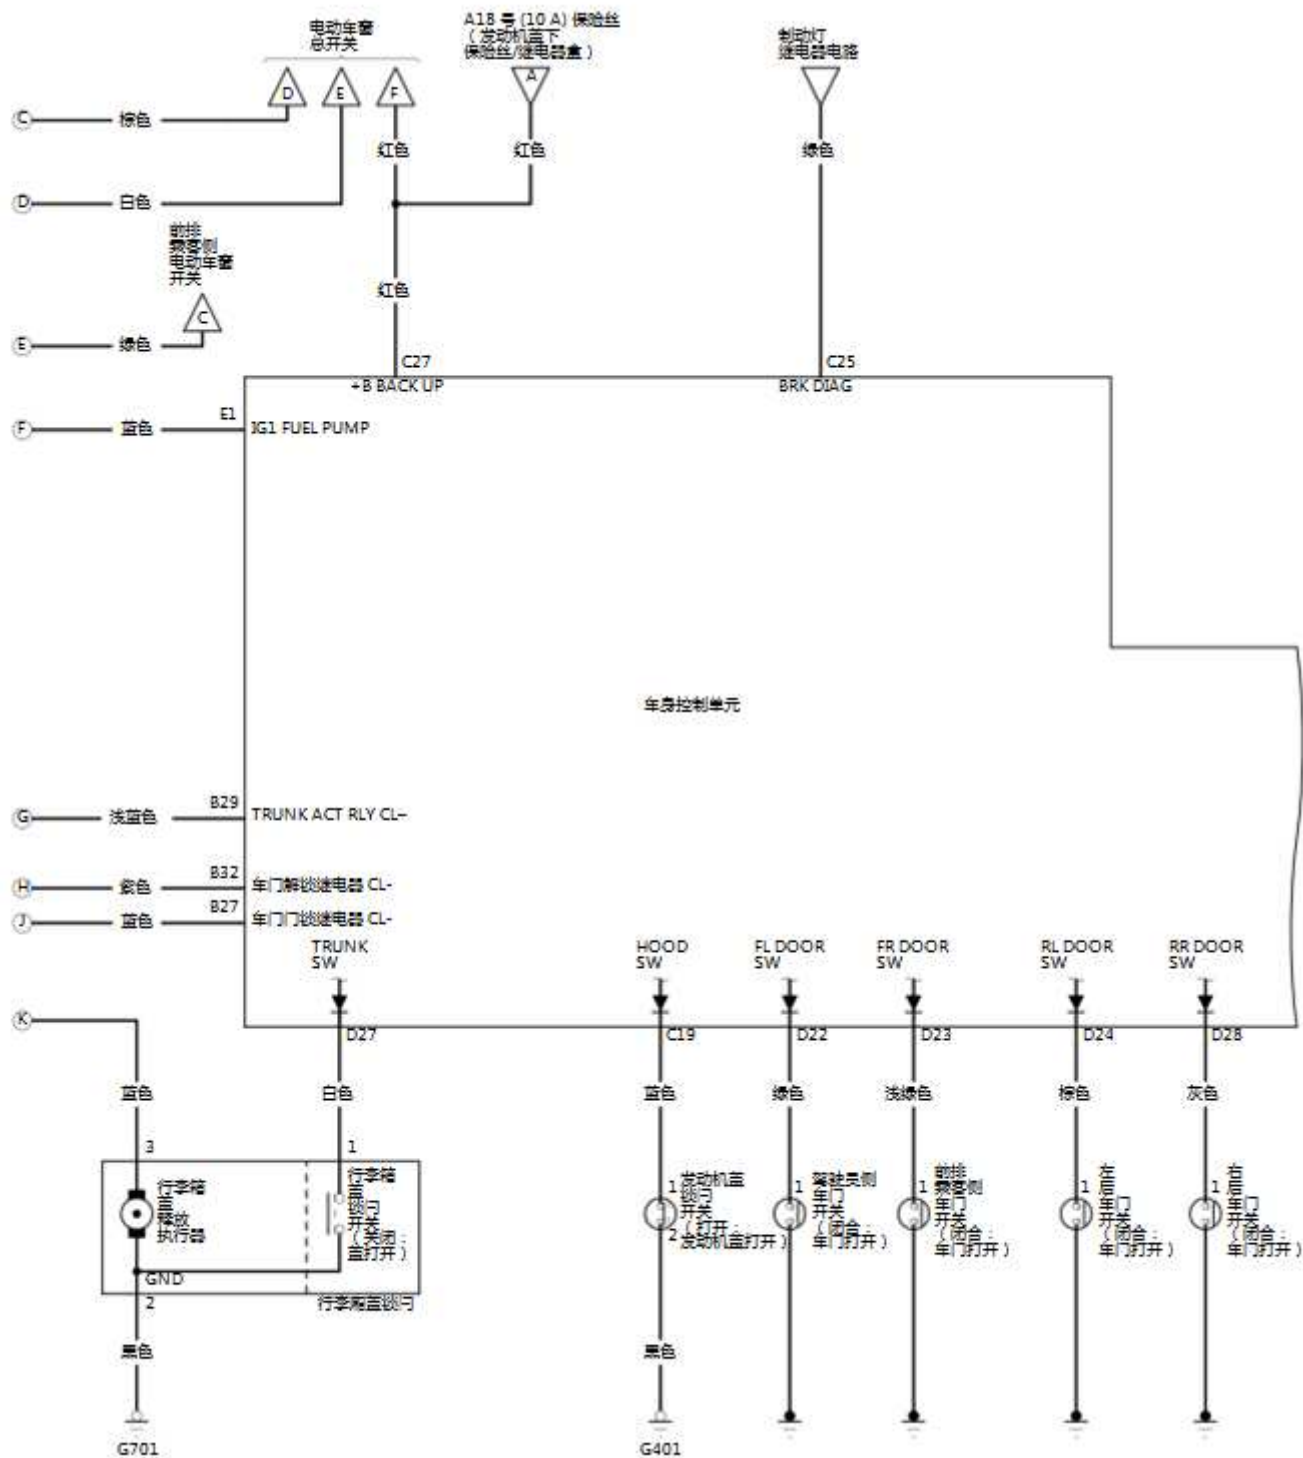 电动车窗
总开关
A18 号 (10 A) 保险丝
（发动机盖下
保险丝/继电器盒）
制动灯
继电器电路
D
E
F
A
C
棕色
红色
红色
绿色
D
白色
前排
乘客侧
电动车窗
开关
C
红色
E
绿色
C27
C25
+B BACK UP
BRK DIAG
E1
F
蓝色
IG1 FUEL PUMP
车身控制单元
B29
G
浅蓝色
TRUNK ACT RLY CL−
B32
H
紫色
车门解锁继电器 CL-
B27
J
蓝色
车门门锁继电器 CL-
TRUNK
SW
HOOD
SW
FL DOOR
SW
FR DOOR
SW
RL DOOR
SW
RR DOOR
SW
K
D27
C19
D22
D23
D24
D28
蓝色
白色
蓝色
绿色
浅绿色
棕色
灰色
3
1
行李箱
盖
释放
执行器
行李箱
盖
锁闩
开关
（关闭：
盖打开）
GND
2
行李厢盖锁闩
1
2
发动机盖
锁闩
开关
（打开：
发动机盖打开）
1
驾驶员侧
车门
开关
（闭合：
车门打开）
1
前排
乘客侧
车门
开关
（闭合：
车门打开）
1
左后
车门
开关
（闭合：
车门打开）
1
右后
车门
开关
（闭合：
车门打开）
黑色
黑色
G701
G401